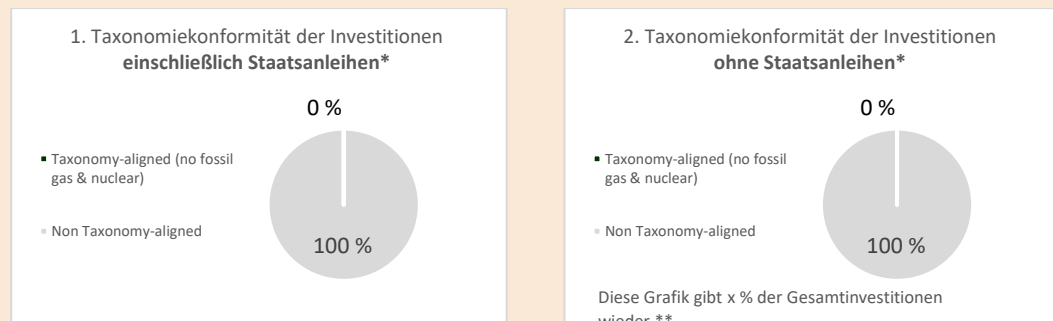 1. Taxonomiekonformität der Investitionen
einschließlich Staatsanleihen*
0 %
Taxonomy-aligned (no fossil
gas & nuclear)
Non Taxonomy-aligned
100 %
2. Taxonomiekonformität der Investitionen
ohne Staatsanleihen*
0 %
Taxonomy-aligned (no fossil
gas & nuclear)
Non Taxonomy-aligned
100 %
Diese Grafik gibt x % der Gesamtinvestitionen
wieder.**